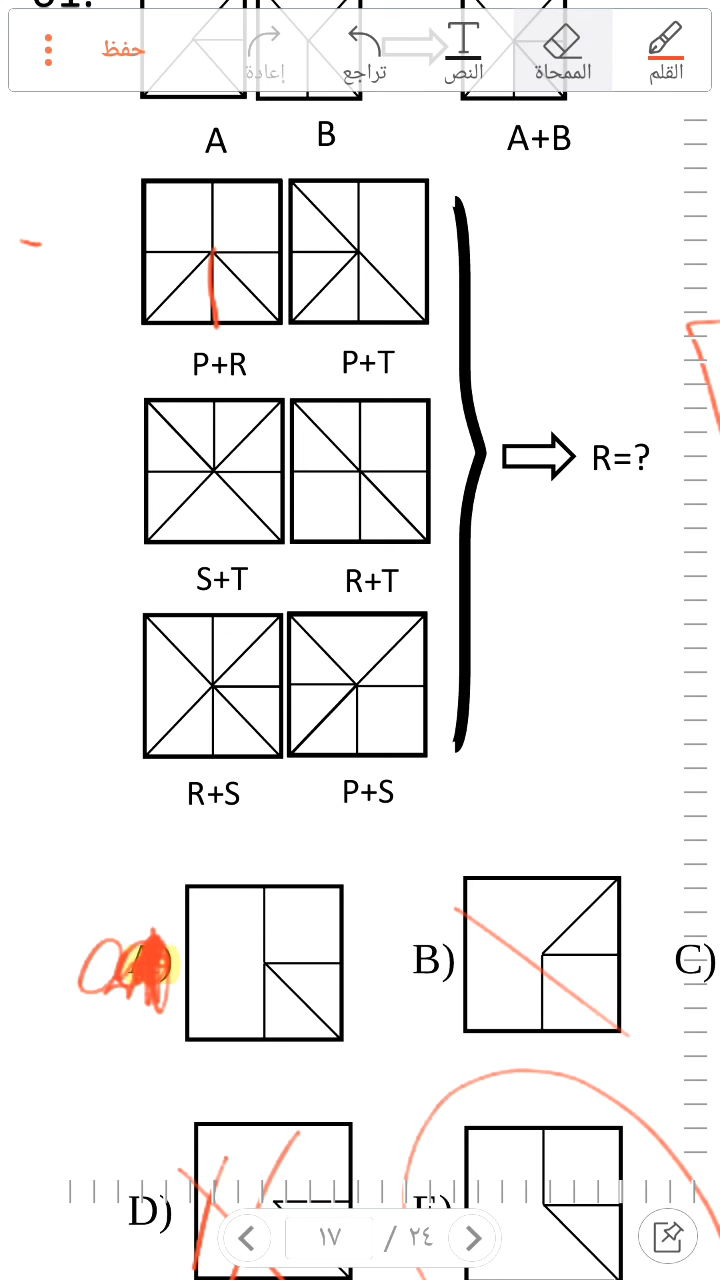 حفظ
إعادة
تراجع
النص
الممحاة
القلم
A
B
A+B
P+R
P+T
R=?
S+T
R+T
R+S
P+S
B)
C)
D)
١٧ / ٢٤